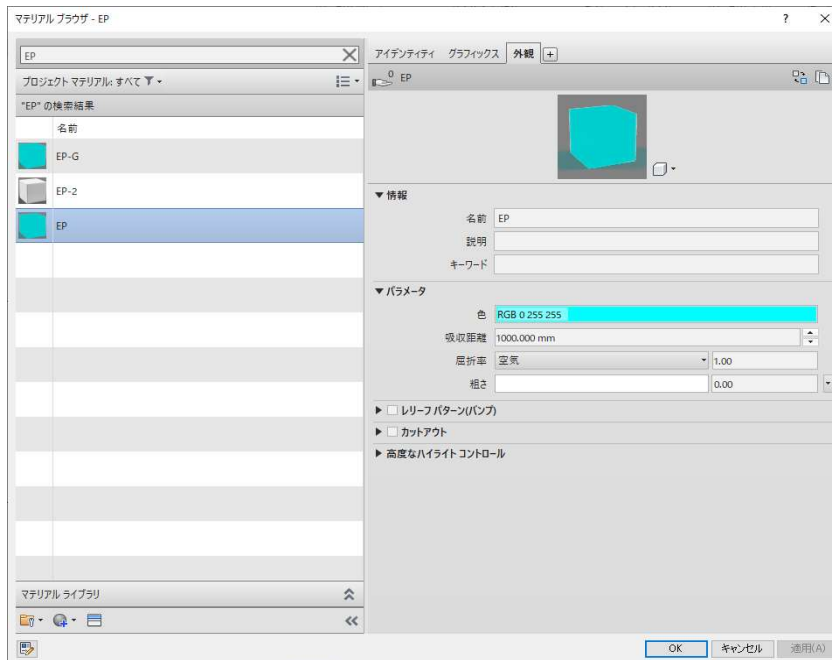 マテリアル ブラウザ - EP
? ×
EP
プロジェクト マテリアル: すべて
"EP" の検索結果
名前
EP-G
EP-2
EP
マテリアル ライブラリ
アイデンティティ グラフィックス 外観 +
0 EP
▼情報
名前 EP
説明
キーワード
▼パラメータ
色 RGB 0 255 255
吸収距離 1000.000 mm
屈折率 空気 1.00
粗さ 0.00
レリーフ パターン(バンプ)
カットアウト
高度なハイライト コントロール
OK キャンセル 適用(A)